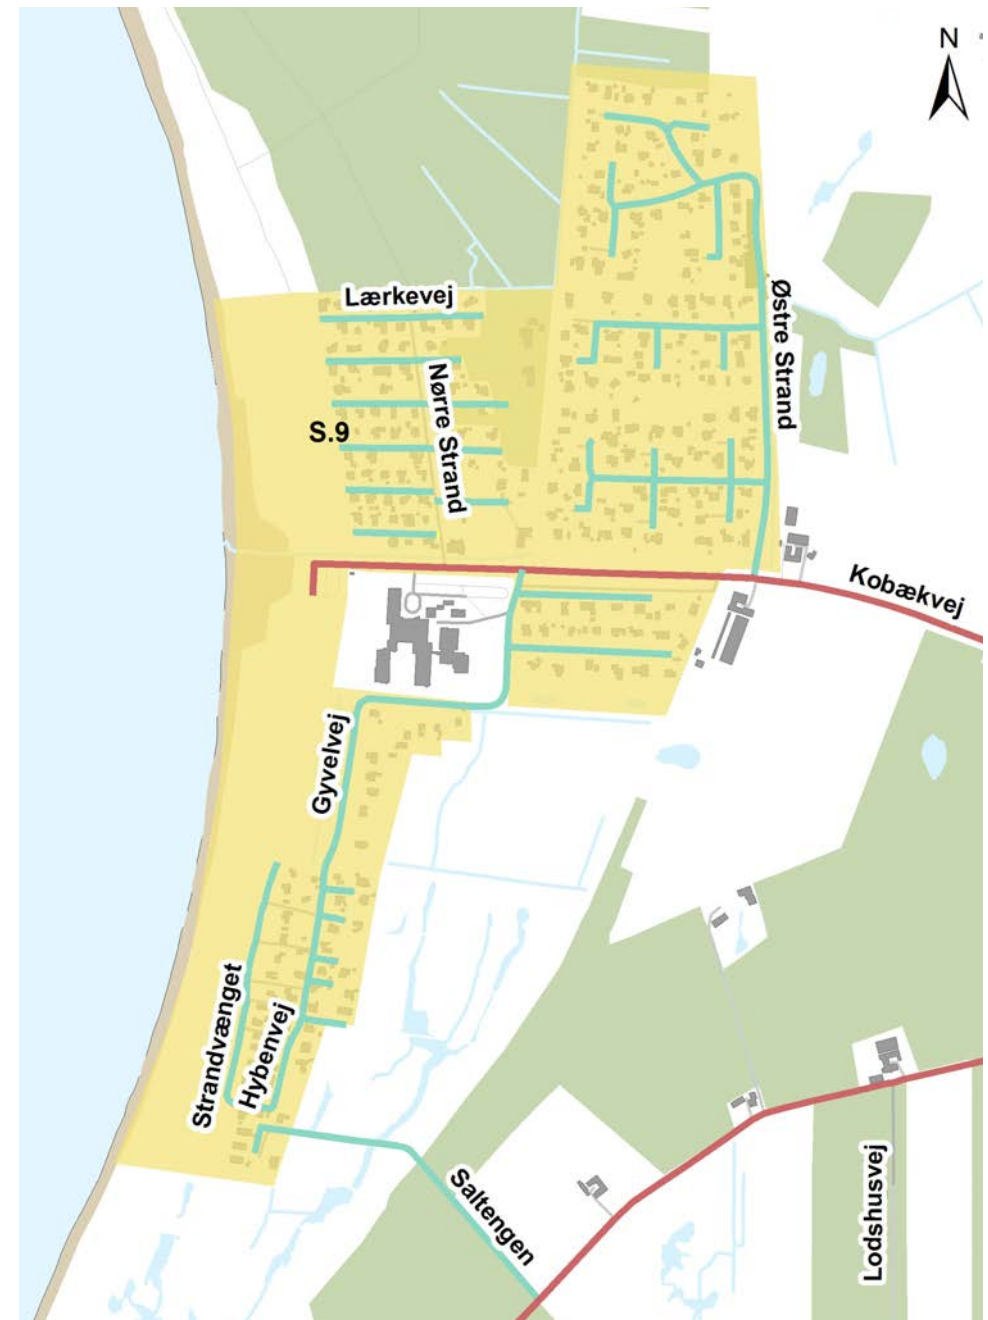 N
Lærkevej
Østre Strand
Nørre Strand
S.9
Kobækvej
Gyvelvej
Strandvænget
Hybenvej
Saltengen
Lodshusvej